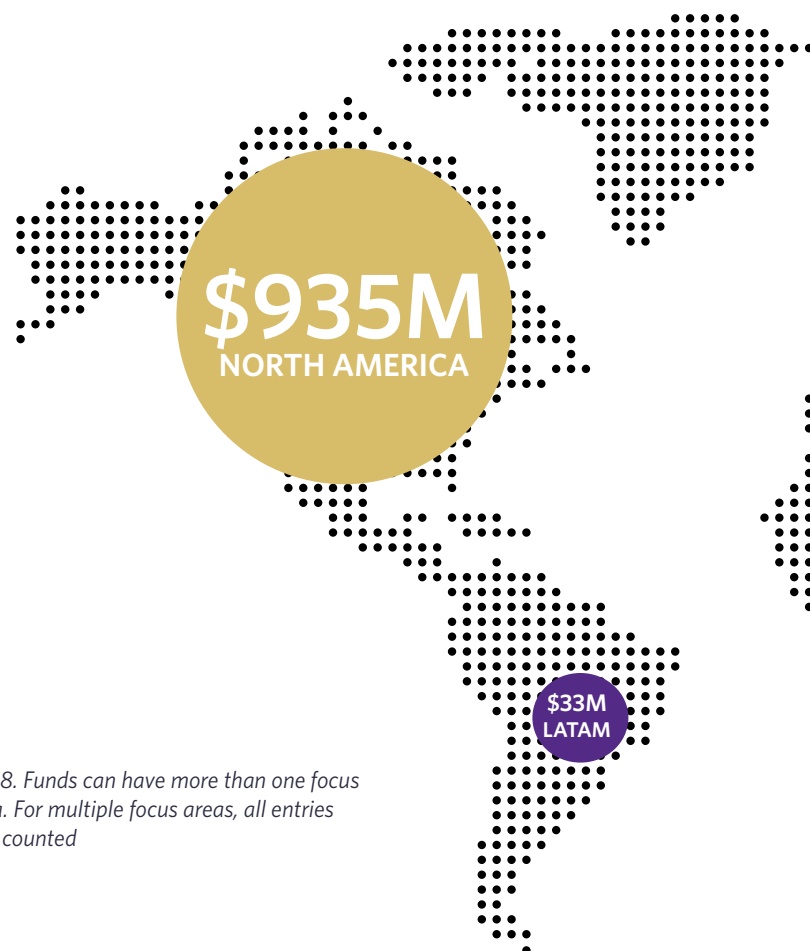 $935M
NORTH AMERICA
$33M
LATAM
8. Funds can have more than one focus
. For multiple focus areas, all entries
counted